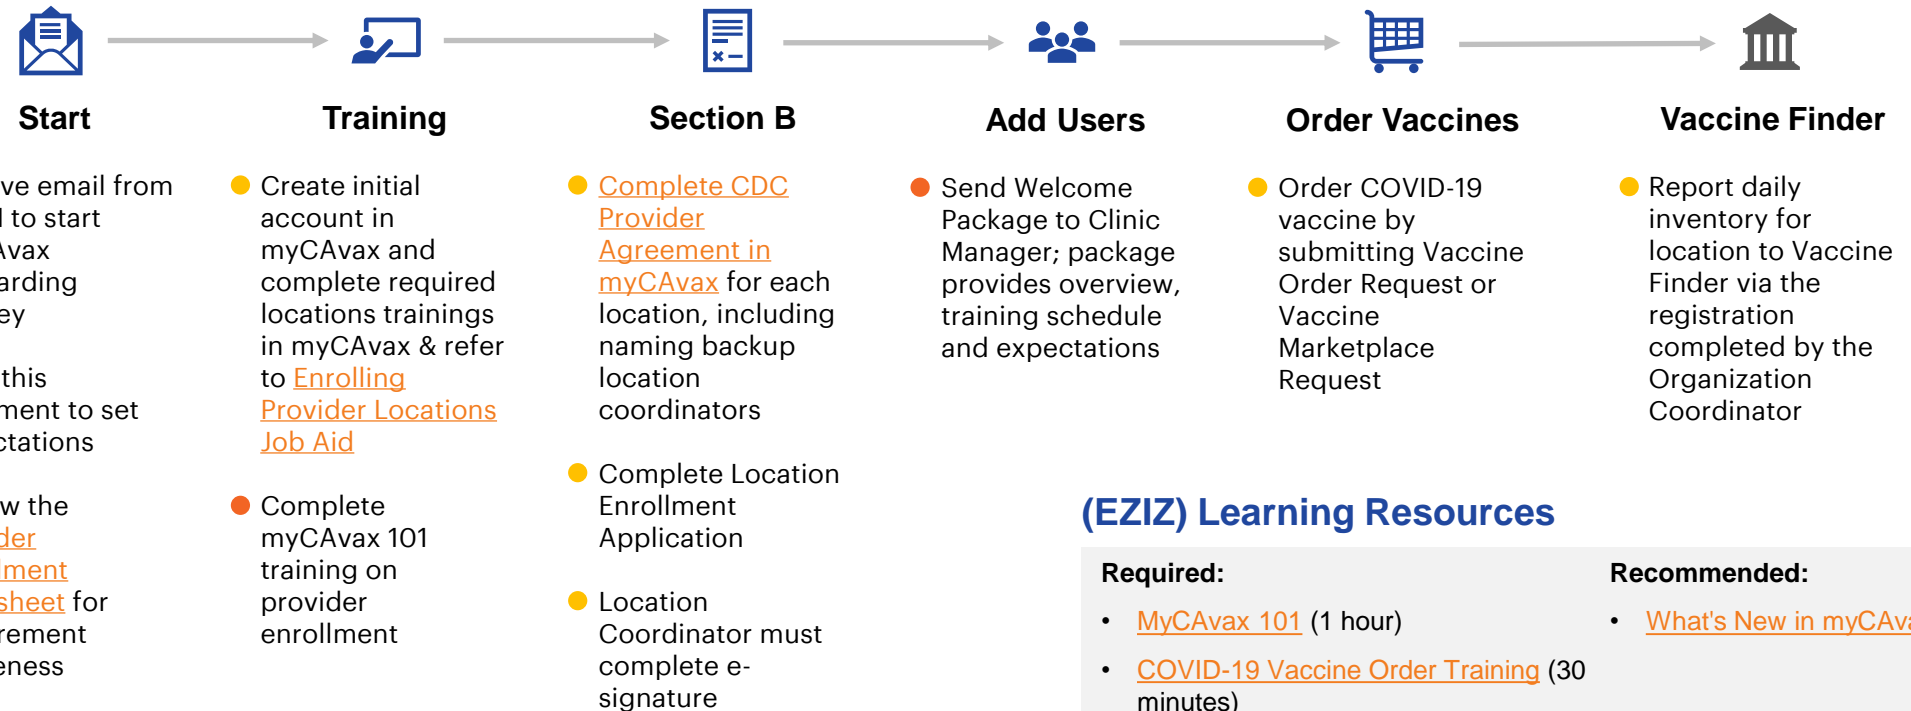 Start
ve email from
to start
Avax
arding
ey
this
ment to set
ctations
w the
der
lment
sheet for
rement
eness
Training
Create initial
account in
myCAvax and
complete required
locations trainings
in myCAvax & refer
to Enrolling
Provider Locations
Job Aid
Complete
myCAvax 101
training on
provider
enrollment
Section B
Complete CDC
Provider
Agreement in
myCAvax for each
location, including
naming backup
location
coordinators
Complete Location
Enrollment
Application
Location
Coordinator must
complete e-
signature
Add Users
Send Welcome
Package to Clinic
Manager; package
provides overview,
training schedule
and expectations
Order Vaccines
Order COVID-19
vaccine by
submitting Vaccine
Order Request or
Vaccine
Marketplace
Request
Vaccine Finder
Report daily
inventory for
location to Vaccine
Finder via the
registration
completed by the
Organization
Coordinator
(EZIZ) Learning Resources
Required:
• MyCAvax 101 (1 hour)
• COVID-19 Vaccine Order Training (30
minutes)
Recommended:
• What's New in myCAva